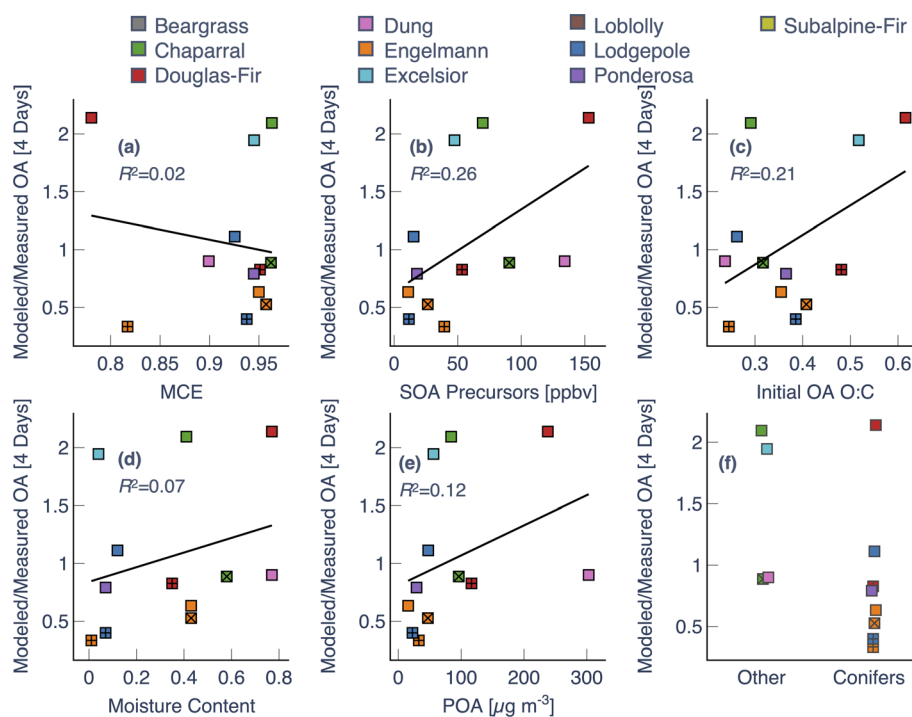 Beargrass
Dung
Loblolly
Subalpine-Fir
Chaparral
Engelmann
Lodgepole
Douglas-Fir
Excelsior
Ponderosa
Modeled/Measured OA [4 Days]
2
1.5
1
0.5
(a)
R²=0.02
0.8
0.85
0.9
0.95
MCE
Modeled/Measured OA [4 Days]
2
1.5
1
0.5
(b)
R²=0.26
0
50
100
150
SOA Precursors [ppbv]
Modeled/Measured OA [4 Days]
2
1.5
1
0.5
(c)
R²=0.21
0.3
0.4
0.5
0.6
Initial OA O:C
Modeled/Measured OA [4 Days]
2
1.5
1
0.5
(d)
R²=0.07
0
0.2
0.4
0.6
0.8
Moisture Content
Modeled/Measured OA [4 Days]
2
1.5
1
0.5
(e)
R²=0.12
0
100
200
300
POA [μg m⁻³]
Modeled/Measured OA [4 Days]
2
1.5
1
0.5
(f)
Other
Conifers